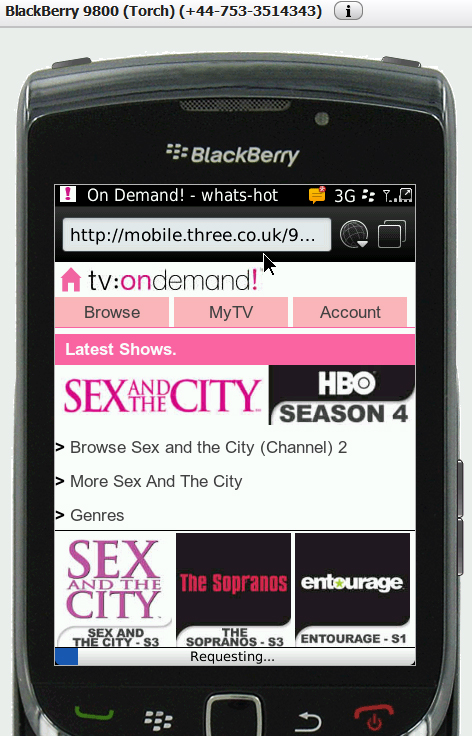 BlackBerry 9800 (Torch) (+44-753-3514343)
BlackBerry
On Demand! - whats-hot 3G
http://mobile.three.co.uk/9...
tv:ondemand!
Browse MyTV Account
Latest Shows.
SEX AND THE CITY
HBO
SEASON 4
> Browse Sex and the City (Channel) 2
> More Sex And The City
> Genres
SEX
AND THE
CITY
The Sopranos
entourage
SEX AND
THE CITY - S3
THE
SOPRANOS - S3
ENTOURAGE - S1
Requesting...